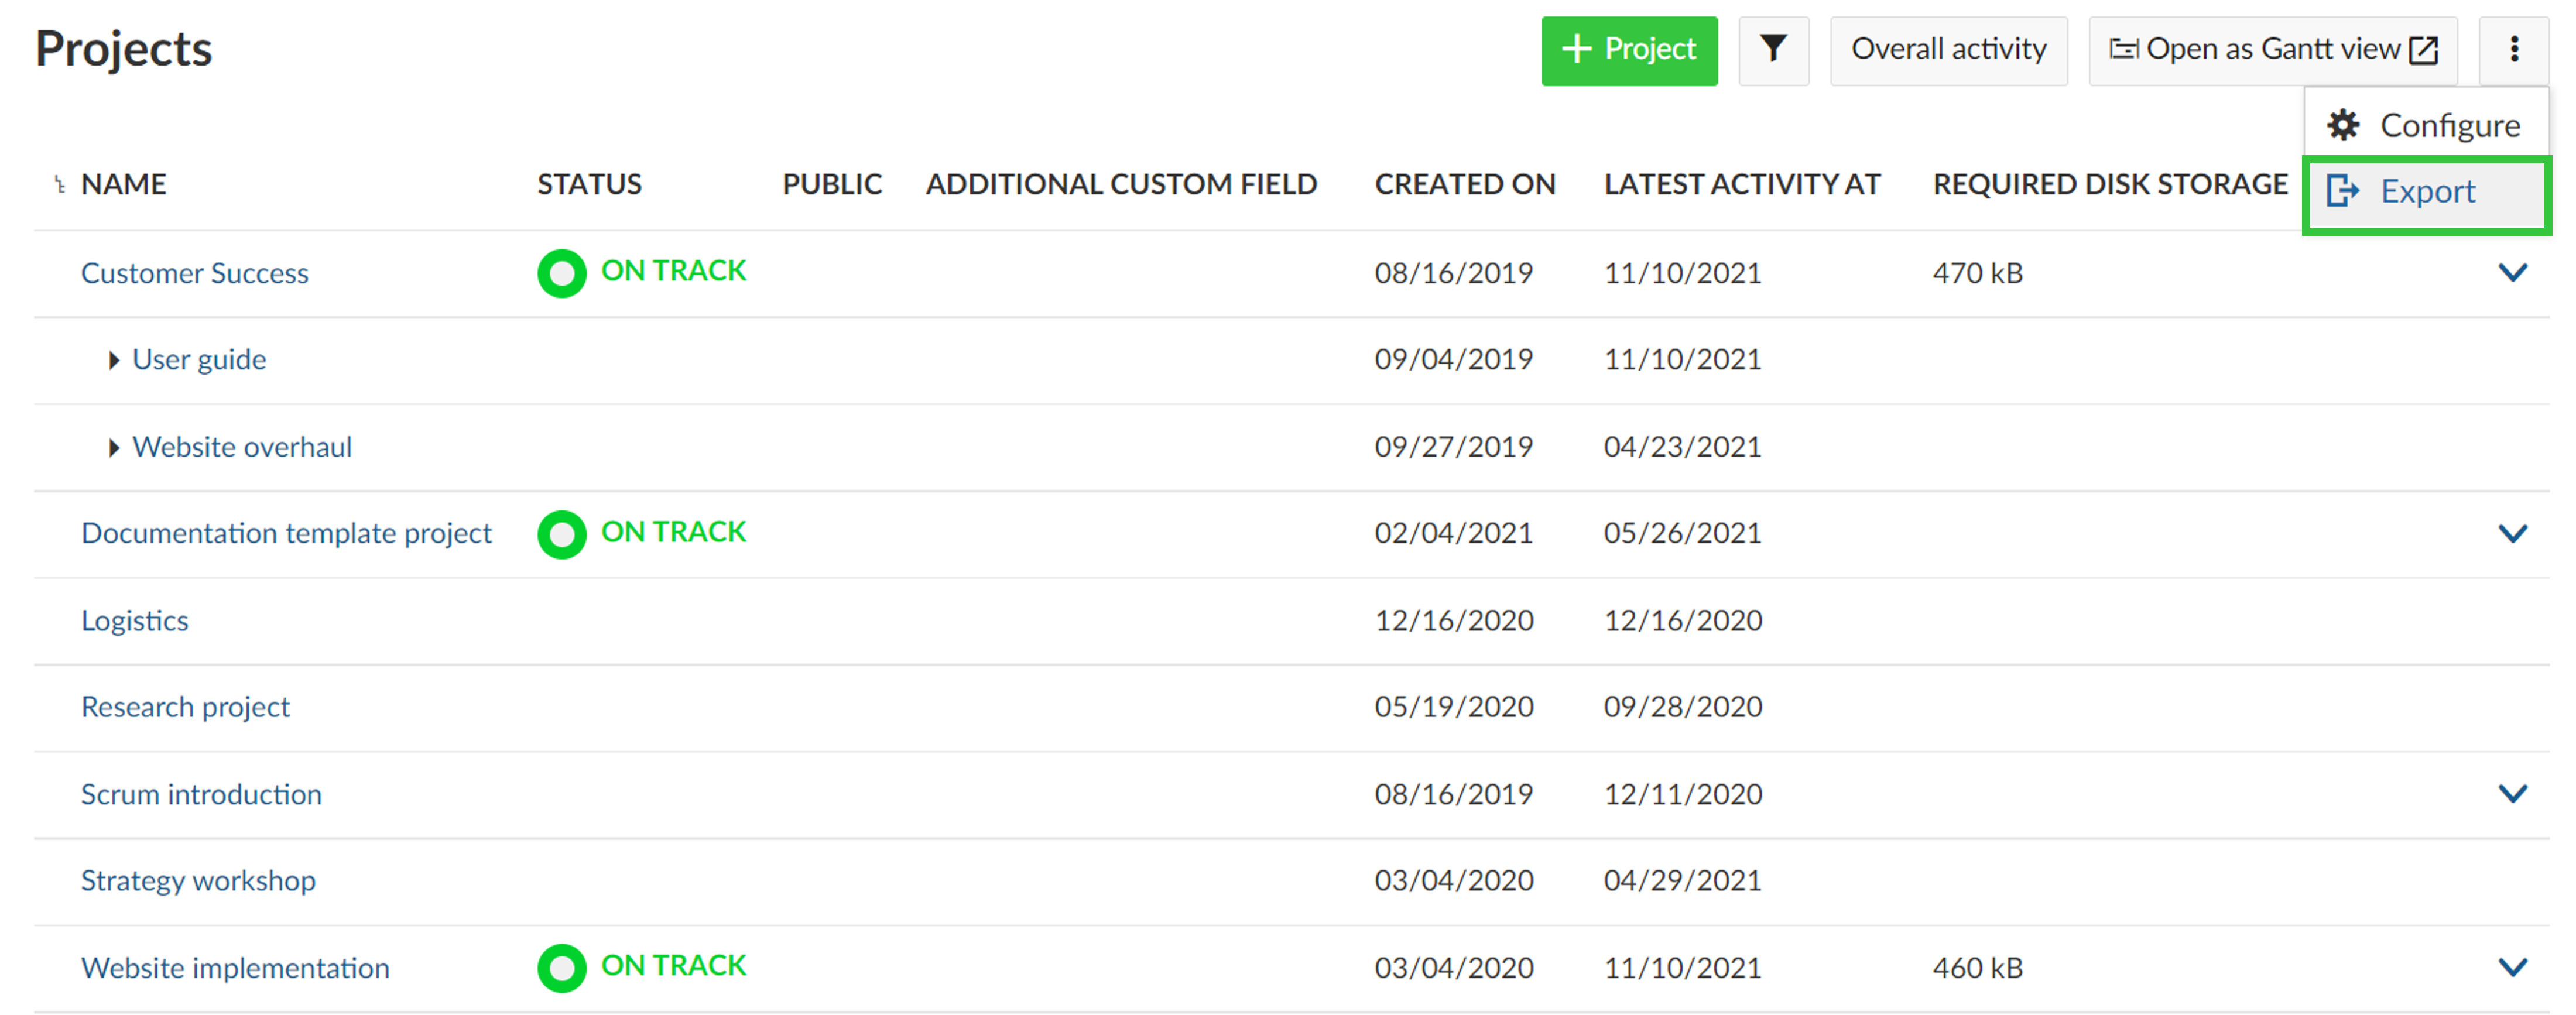 Projects
Project
Overall activity
Open as Gantt view
Configure
Export
NAME STATUS PUBLIC ADDITIONAL CUSTOM FIELD CREATED ON LATEST ACTIVITY AT REQUIRED DISK STORAGE
Customer Success ON TRACK 08/16/2019 11/10/2021 470 kB
User guide 09/04/2019 11/10/2021
Website overhaul 09/27/2019 04/23/2021
Documentation template project ON TRACK 02/04/2021 05/26/2021
Logistics 12/16/2020 12/16/2020
Research project 05/19/2020 09/28/2020
Scrum introduction 08/16/2019 12/11/2020
Strategy workshop 03/04/2020 04/29/2021
Website implementation ON TRACK 03/04/2020 11/10/2021 460 kB